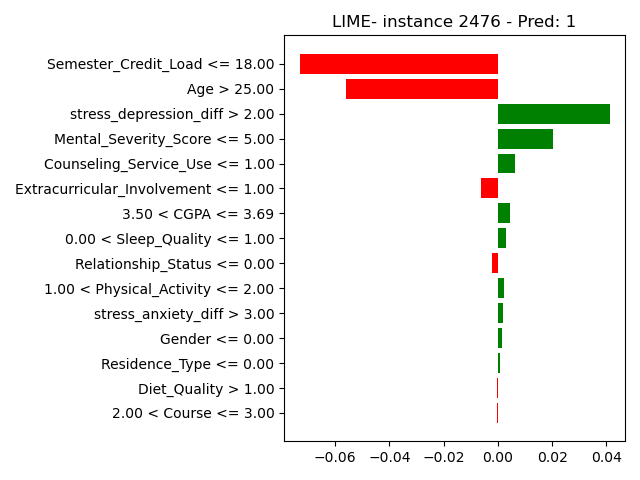 LIME- instance 2476 - Pred: 1
Semester_Credit_Load <= 18.00
Age > 25.00
stress_depression_diff > 2.00
Mental_Severity_Score <= 5.00
Counseling_Service_Use <= 1.00
Extracurricular_Involvement <= 1.00
3.50 < CGPA <= 3.69
0.00 < Sleep_Quality <= 1.00
Relationship_Status <= 0.00
1.00 < Physical_Activity <= 2.00
stress_anxiety_diff > 3.00
Gender <= 0.00
Residence_Type <= 0.00
Diet_Quality > 1.00
2.00 < Course <= 3.00
−0.06 −0.04 −0.02 0.00 0.02 0.04